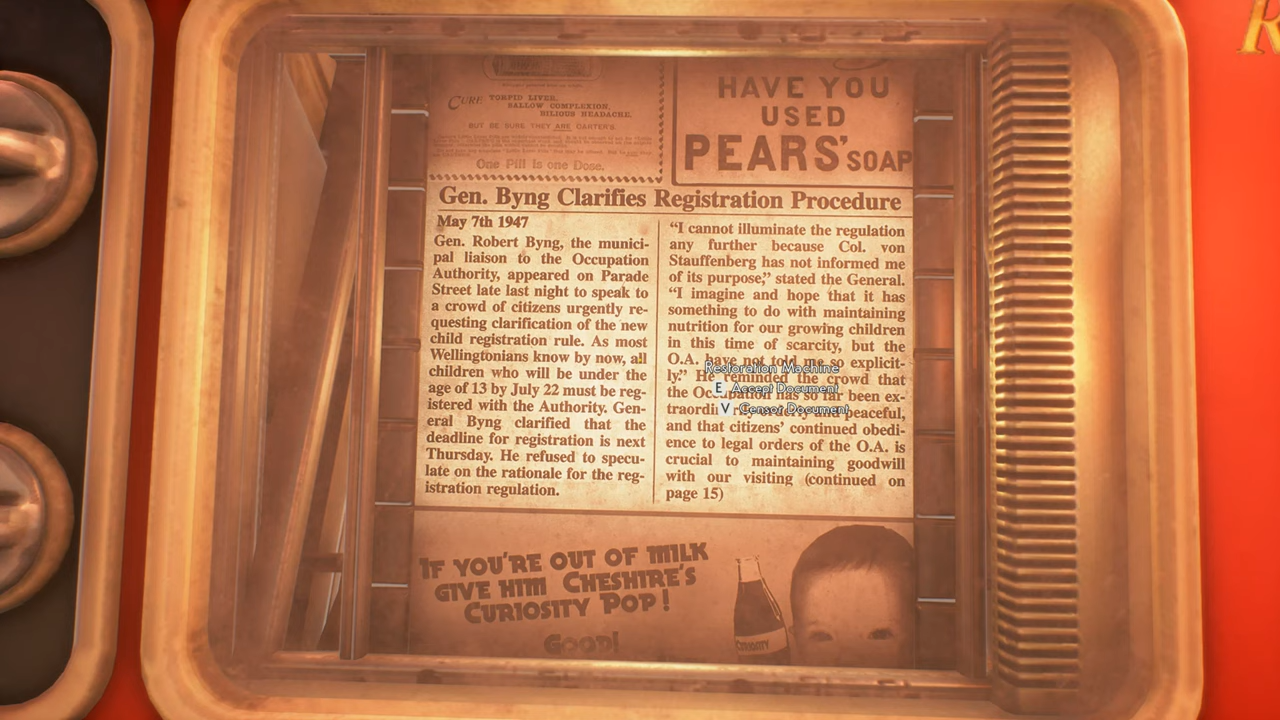 CURE TORPID LIVER,
SALLOW COMPLEXION,
BILIOUS HEADACHE,
BUT BE SURE THEY ARE CARTER'S.
One Pill is one Dose.
HAVE YOU
USED
PEARS' SOAP
Gen. Byng Clarifies Registration Procedure
May 7th 1947
Gen. Robert Byng, the munici-
pal liaison to the Occupation
Authority, appeared on Parade
Street late last night to speak to
a crowd of citizens urgently re-
questing clarification of the new
child registration rule. As most
Wellingtonians know by now, all
children who will be under the
age of 13 by July 22 must be reg-
istered with the Authority. Gen-
eral Byng clarified that the
deadline for registration is next
Thursday. He refused to specu-
late on the rationale for the reg-
istration regulation.
“I cannot illuminate the regulation
any further because Col. von
Stauffenberg has not informed me
of its purpose,” stated the General.
“I imagine and hope that it has
something to do with maintaining
nutrition for our growing children
in this time of scarcity, but the
O.A. have not told me so explicit-
ly.” He reminded the crowd that
the Occupation has so far been ex-
traordinarily orderly and peaceful,
and that citizens’ continued obedi-
ence to legal orders of the O.A. is
crucial to maintaining goodwill
with our visiting (continued on
page 15)
Restoration Machine
E Accept Document
V Censor Document
IF YOU'RE OUT OF MILK
GIVE HIM CHESHIRE'S
CURIOSITY POP!
GOOD!
CURIOSITY